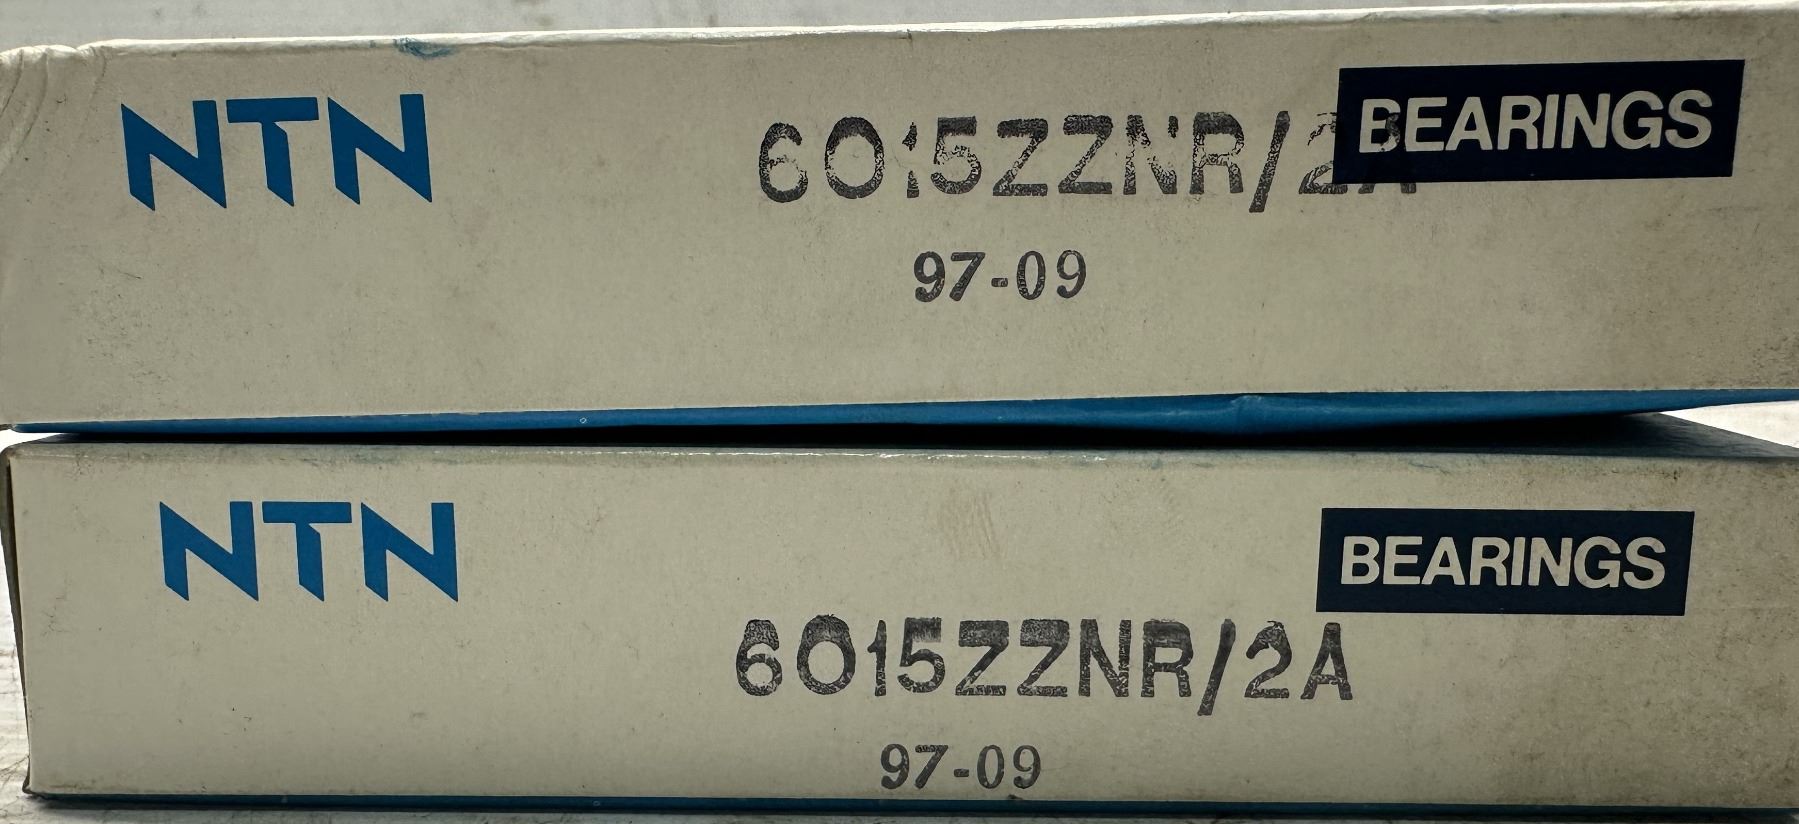 NTN
6015ZZNR/2A BEARINGS
97-09
NTN
BEARINGS
6015ZZNR/2A
97-09